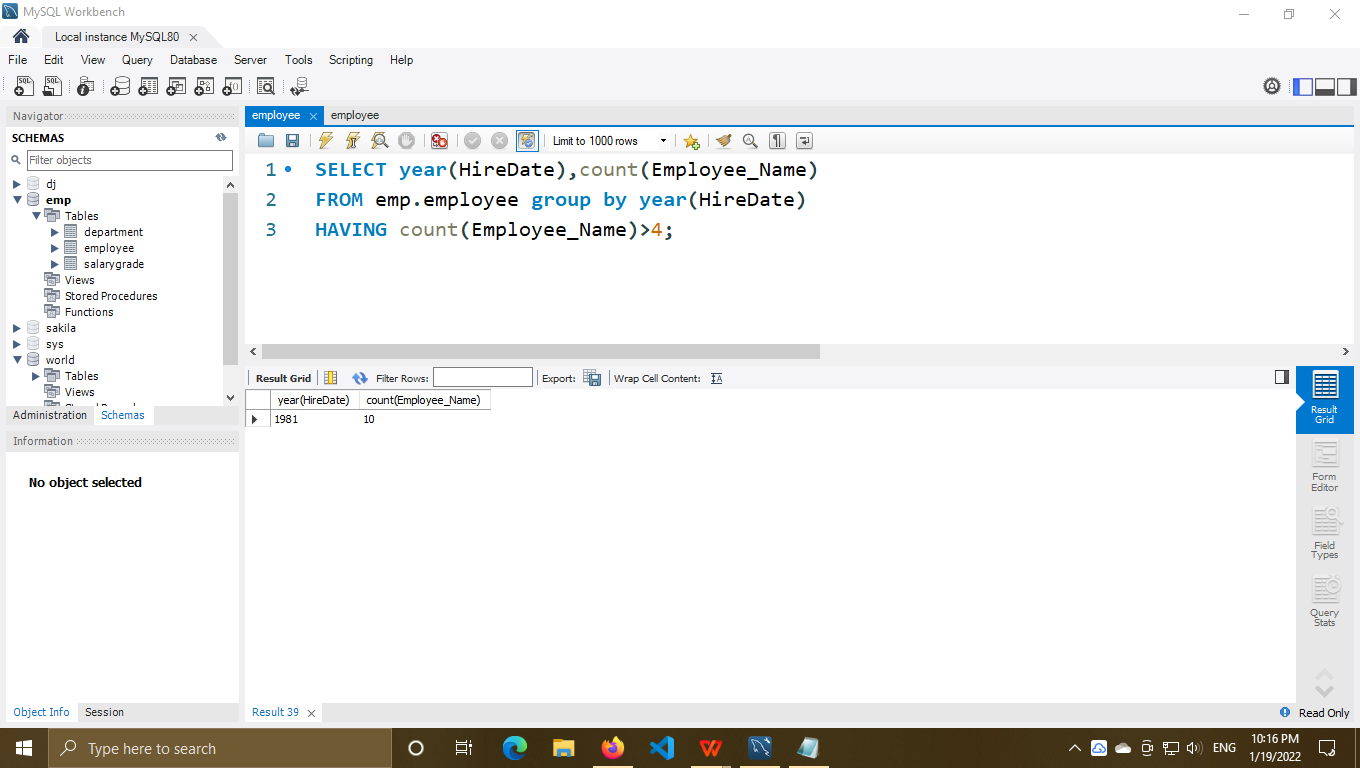 MySQL Workbench
Local instance MySQL80
File Edit View Query Database Server Tools Scripting Help
Navigator
SCHEMAS
Filter objects
dj
emp
Tables
department
employee
salarygrade
Views
Stored Procedures
Functions
sakila
sys
world
Tables
Views
Administration Schemas
Information
No object selected
Object Info Session
employee employee
Limit to 1000 rows
1 SELECT year(HireDate),count(Employee_Name)
2 FROM emp.employee group by year(HireDate)
3 HAVING count(Employee_Name)>4;
Result Grid Filter Rows: Export: Wrap Cell Content:
year(HireDate) count(Employee_Name)
1981 10
Result Grid
Form Editor
Field Types
Query Stats
Result 39
Read Only
Type here to search
ENG
10:16 PM
1/19/2022